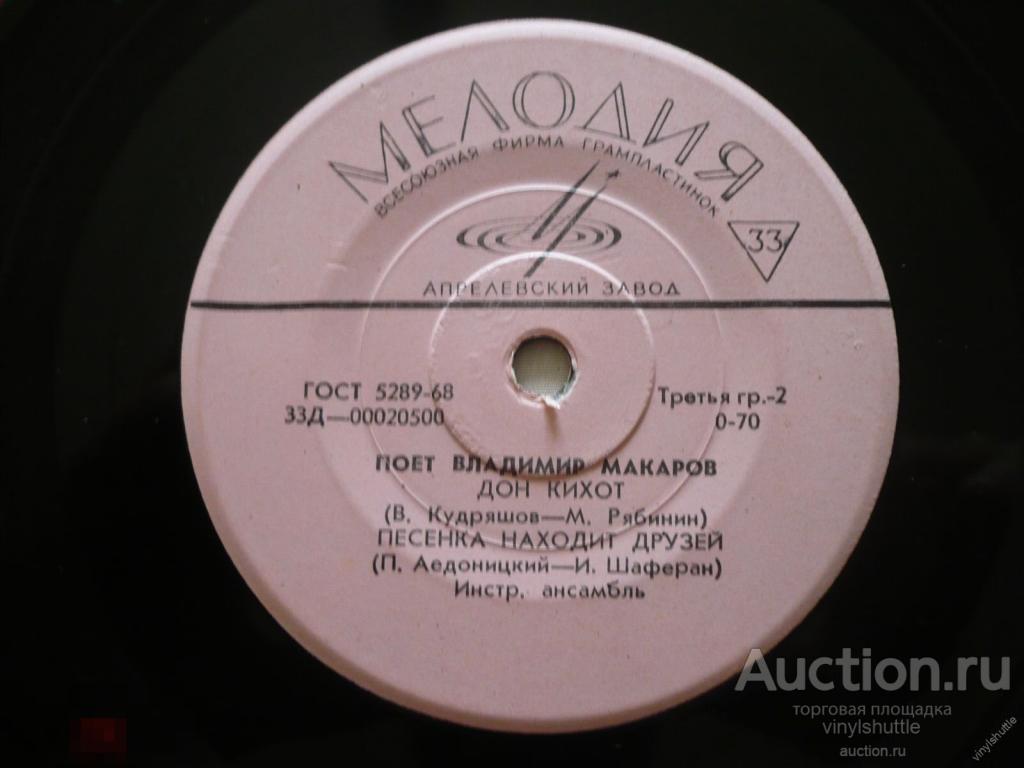 МЕЛОДИЯ
ВСЕСОЮЗНАЯ ФИРМА ГРАМПЛАСТИНОК
33
АПРЕЛЕВСКИЙ ЗАВОД
ГОСТ 5289-68
33Д—00020500
Третья гр.-2
0-70
ПОЕТ ВЛАДИМИР МАКАРОВ
ДОН КИХОТ
(В. Кудряшов—М. Рябинин)
ПЕСЕНКА НАХОДИТ ДРУЗЕЙ
(П. Аедоницкий—И. Шаферан)
Инстр. ансамбль
Auction.ru
торговая площадка
vinylshuttle
auction.ru
vinylshuttle